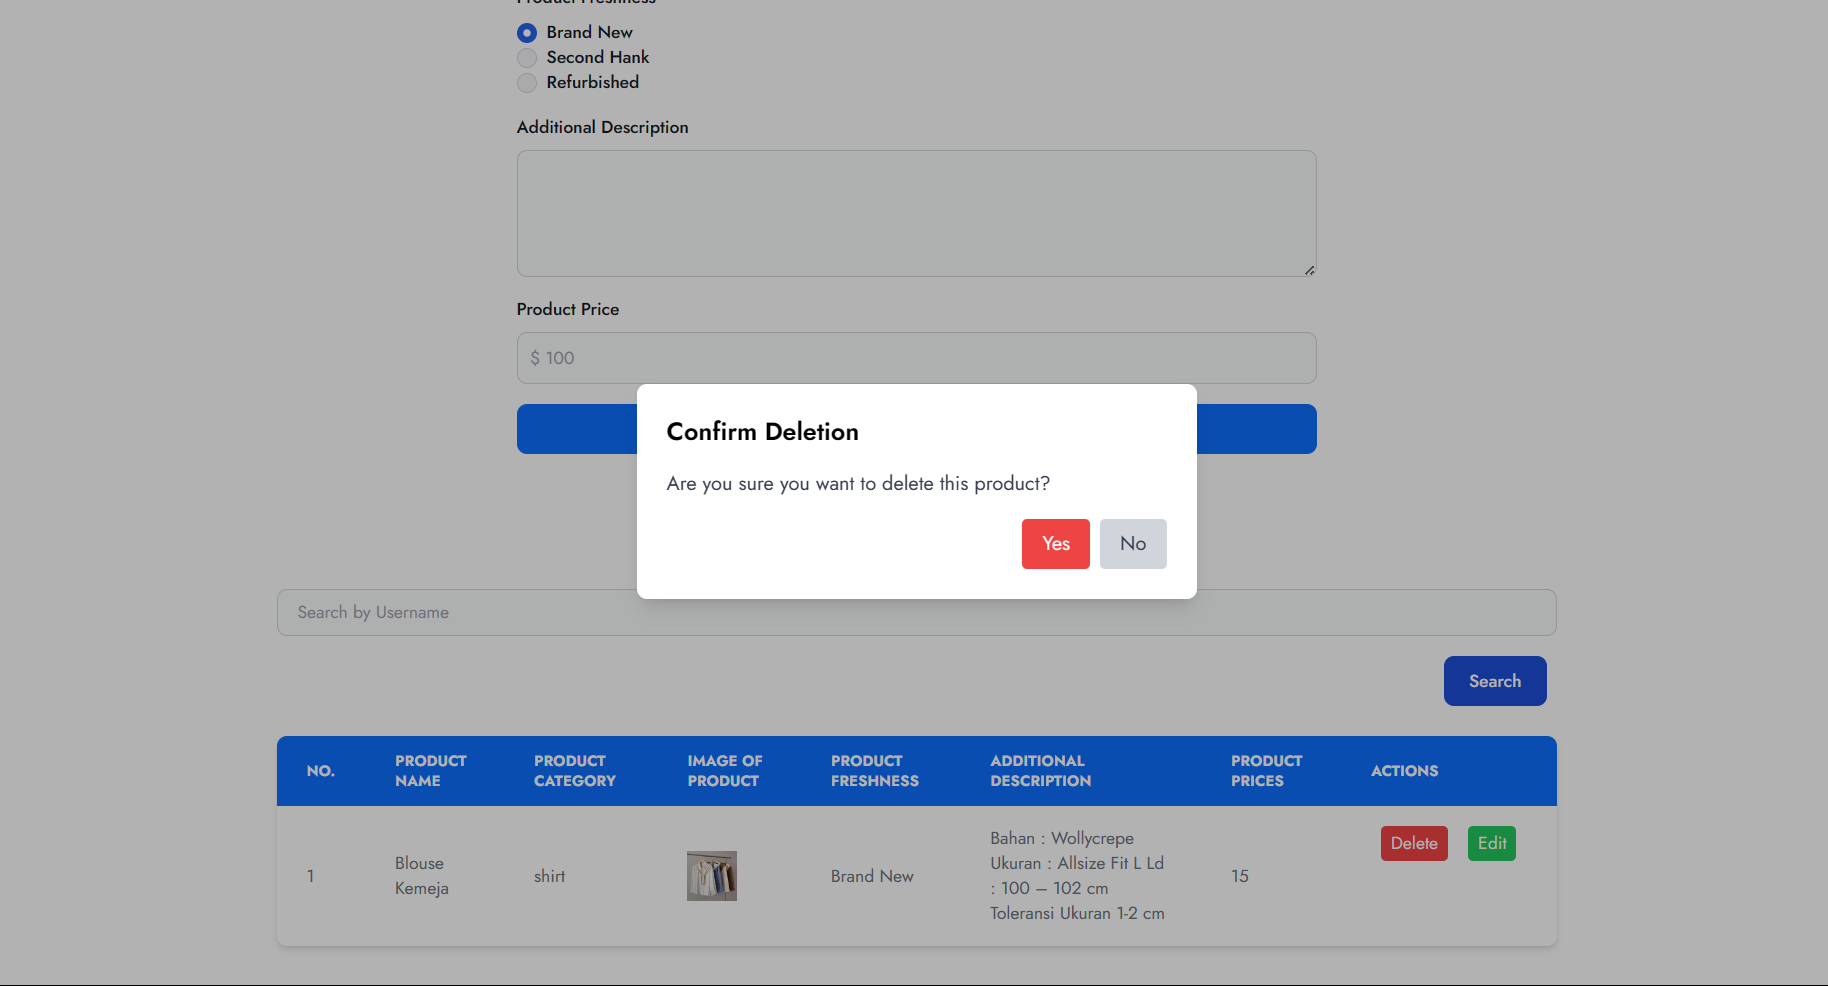 Product Freshness
Brand New
Second Hank
Refurbished
Additional Description
Product Price
$ 100
Confirm Deletion
Are you sure you want to delete this product?
Yes
No
Search by Username
Search
NO.
PRODUCT
NAME
PRODUCT
CATEGORY
IMAGE OF
PRODUCT
PRODUCT
FRESHNESS
ADDITIONAL
DESCRIPTION
PRODUCT
PRICES
ACTIONS
1
Blouse
Kemeja
shirt
Brand New
Bahan : Wollycrepe
Ukuran : Allsize Fit L Ld
: 100 – 102 cm
Toleransi Ukuran 1-2 cm
15
Delete
Edit